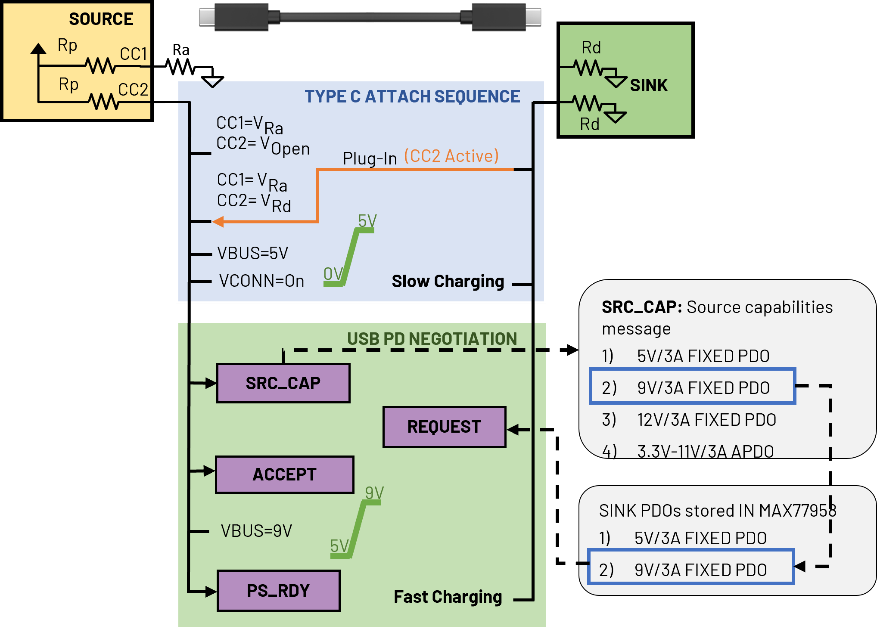 SOURCE
Rp
CC1
Ra
Rp
CC2
Rd
SINK
Rd
TYPE C ATTACH SEQUENCE
CC1=VRa
CC2= VOpen
Plug-In (CC2 Active)
CC1= VRa
CC2= VRd
5V
VBUS=5V
0V
VCONN=On
Slow Charging
USB PD NEGOTIATION
SRC_CAP
REQUEST
ACCEPT
9V
VBUS=9V
5V
PS_RDY
Fast Charging
SRC_CAP: Source capabilities
message
1) 5V/3A FIXED PDO
2) 9V/3A FIXED PDO
3) 12V/3A FIXED PDO
4) 3.3V-11V/3A APDO
SINK PDOs stored IN MAX77958
1) 5V/3A FIXED PDO
2) 9V/3A FIXED PDO